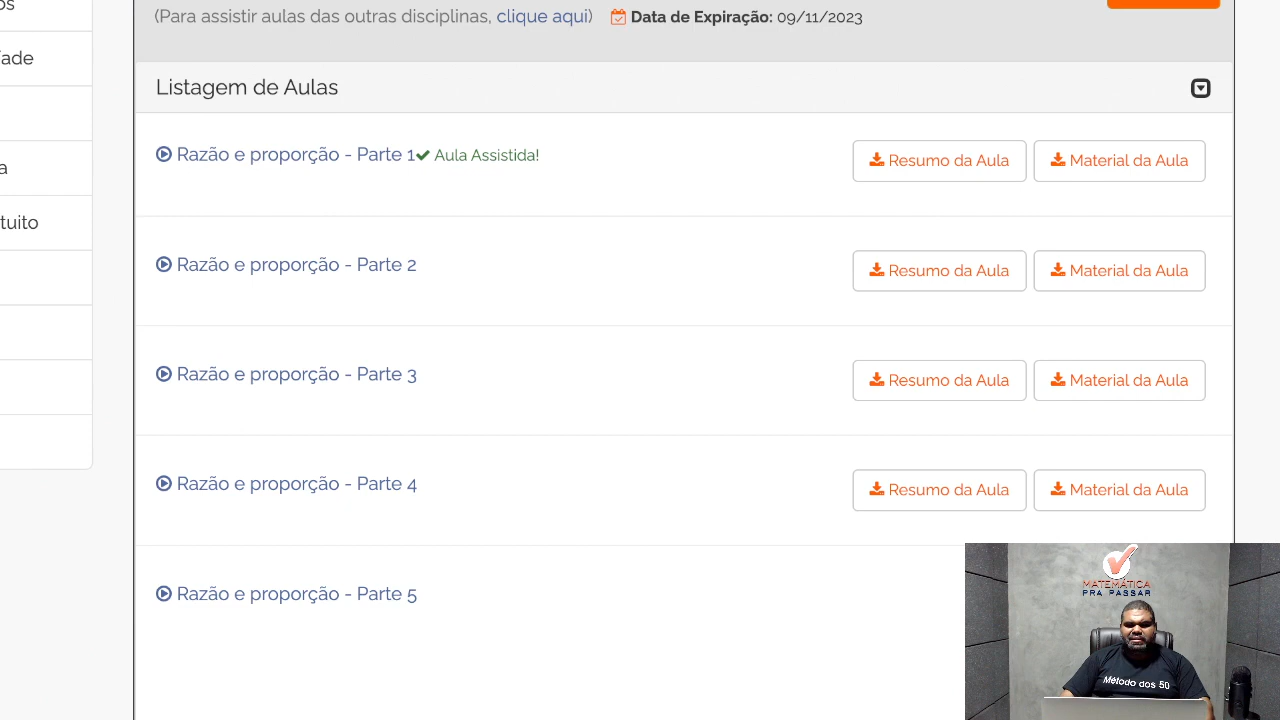 os
(Para assistir aulas das outras disciplinas, clique aqui) Data de Expiração: 09/11/2023
ade
Listagem de Aulas
Razão e proporção - Parte 1 Aula Assistida! Resumo da Aula Material da Aula
a
tuito
Razão e proporção - Parte 2 Resumo da Aula Material da Aula
Razão e proporção - Parte 3 Resumo da Aula Material da Aula
Razão e proporção - Parte 4 Resumo da Aula Material da Aula
Razão e proporção - Parte 5
MATEMÁTICA
PRA PASSAR
Método dos 50